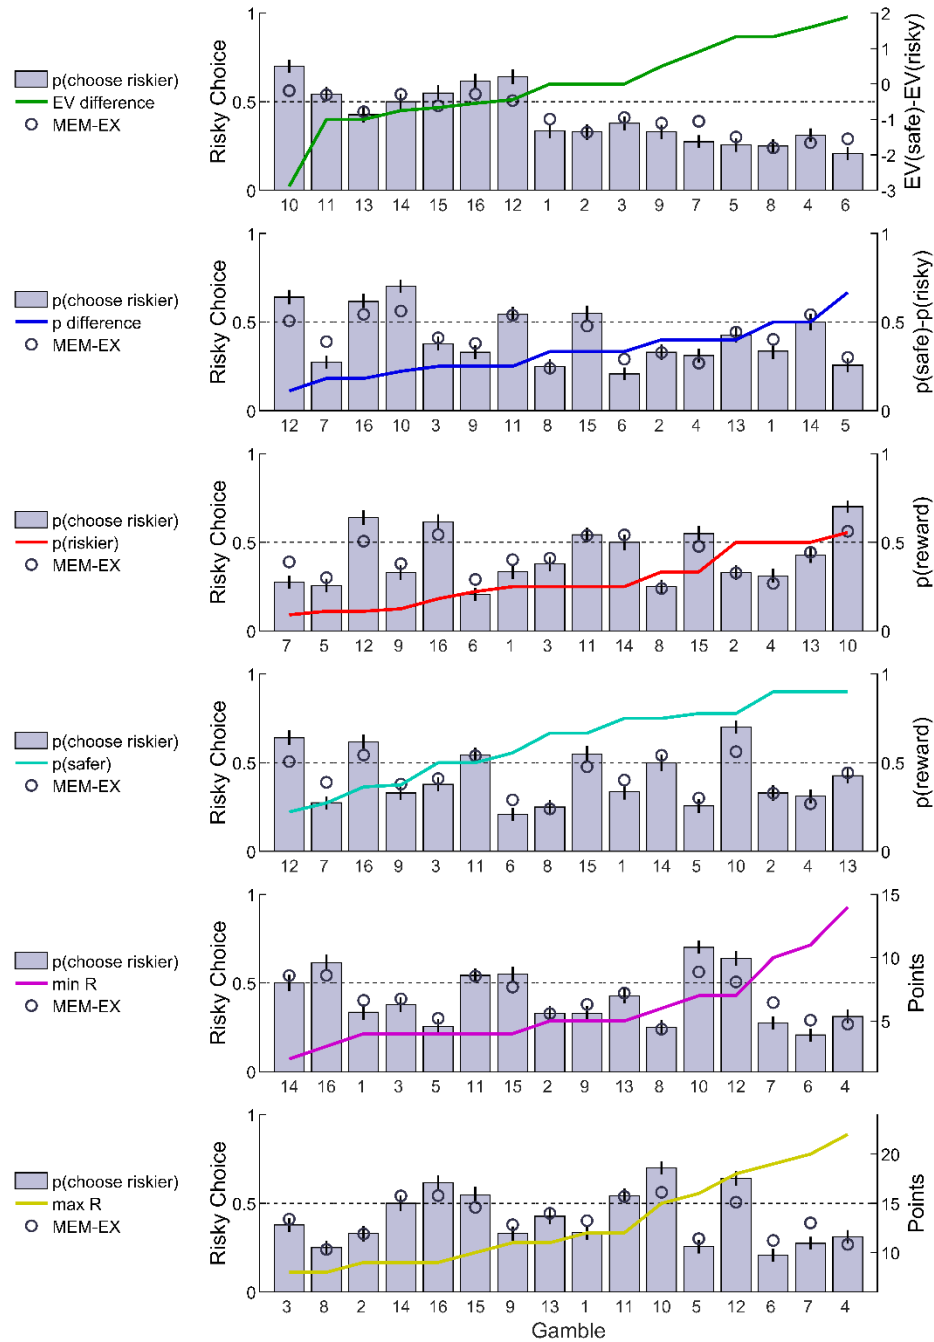 1
0.5
0
Risky Choice
p(choose riskier)
EV difference
MEM-EX
2
1
0
-1
-2
-3
EV(safe)-EV(risky)
10 11 13 14 15 16 12 1 2 3 9 7 5 8 4 6
1
0.5
0
Risky Choice
p(choose riskier)
p difference
MEM-EX
1
0.5
0
p(safe)-p(risky)
12 7 16 10 3 9 11 8 15 6 2 4 13 1 14 5
1
0.5
0
Risky Choice
p(choose riskier)
p(riskier)
MEM-EX
1
0.5
0
p(reward)
7 5 12 9 16 6 1 3 11 14 8 15 2 4 13 10
1
0.5
0
Risky Choice
p(choose riskier)
p(safer)
MEM-EX
1
0.5
0
p(reward)
12 7 16 9 3 11 6 8 15 1 14 5 10 2 4 13
1
0.5
0
Risky Choice
p(choose riskier)
min R
MEM-EX
15
10
5
Points
14 16 1 3 5 11 15 2 9 13 8 10 12 7 6 4
1
0.5
0
Risky Choice
p(choose riskier)
max R
MEM-EX
20
15
10
Points
3 8 2 14 16 15 9 13 1 11 10 5 12 6 7 4
Gamble